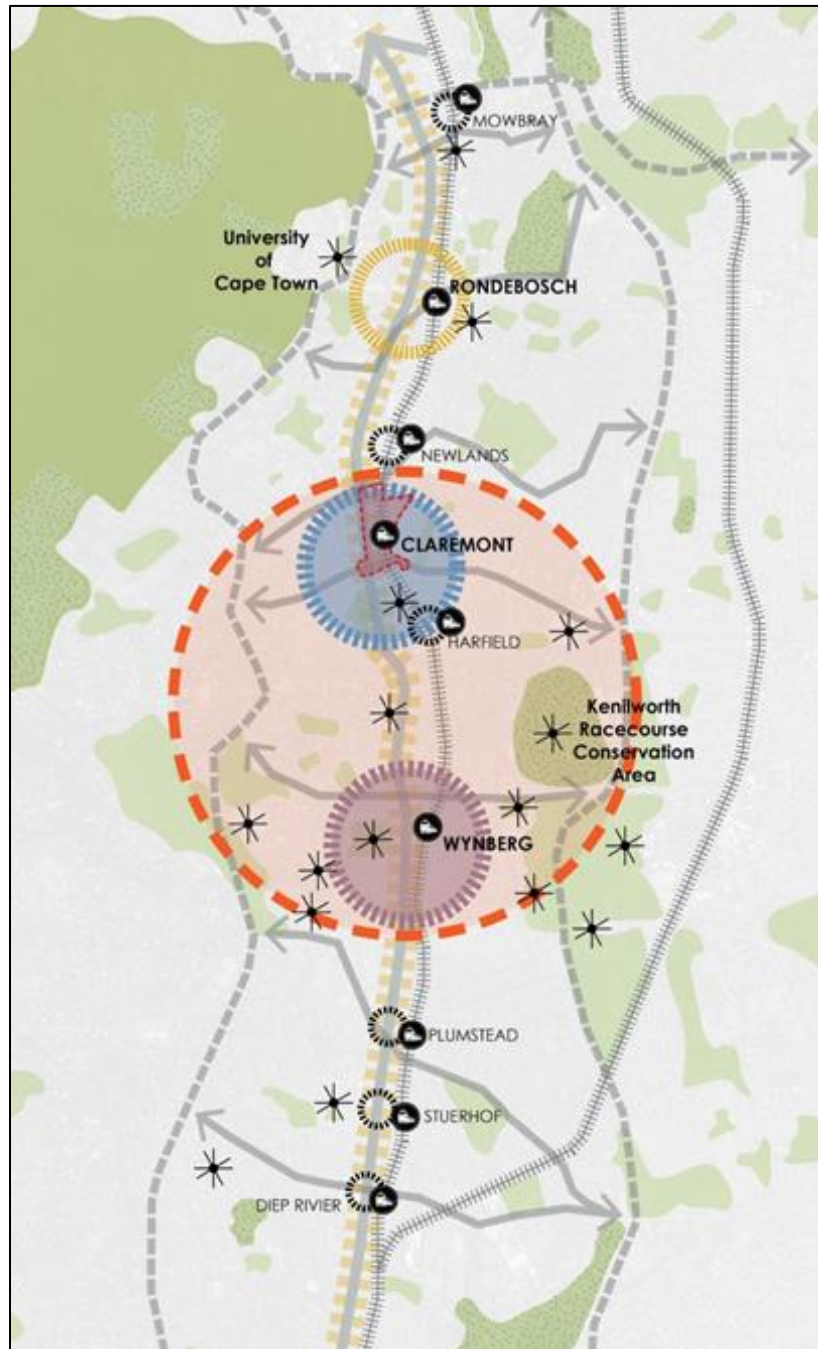 MOWBRAY
University
of
Cape Town
RONDEBOSCH
NEWLANDS
CLAREMONT
HARFIELD
Kenilworth
Racecourse
Conservation
Area
WYNBERG
PLUMSTEAD
STUERHOF
DIEP RIVIER